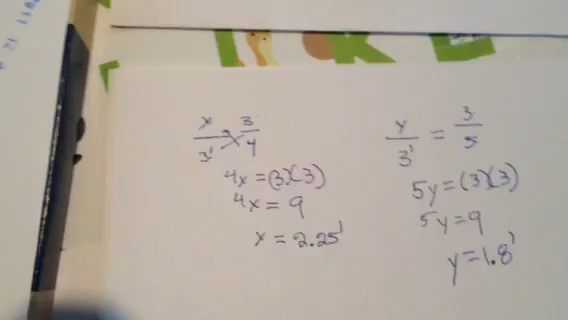 x/3' = 3/4
4x = (3)(3)
4x = 9
x = 2.25'
y/3' = 3/5
5y = (3)(3)
5y = 9
y = 1.8'